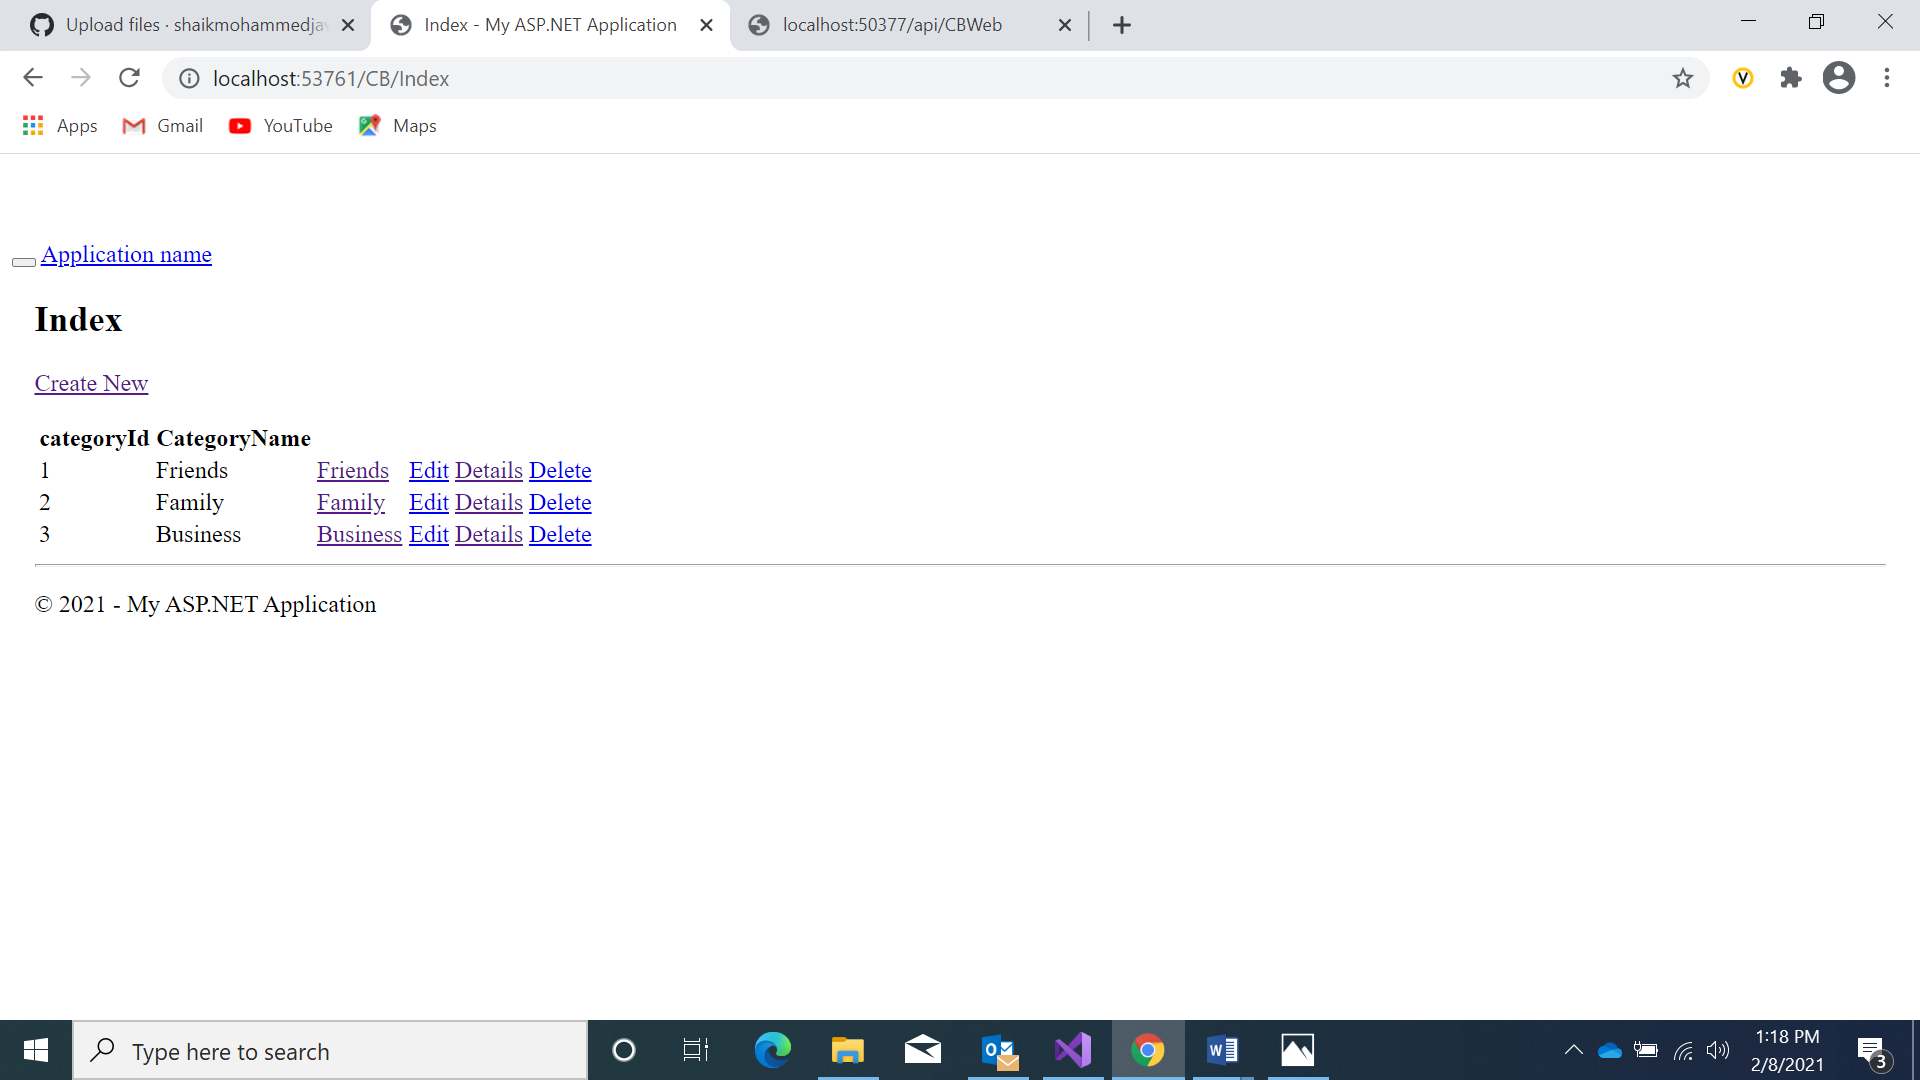 Upload files · shaikmohammedja
Index - My ASP.NET Application
localhost:50377/api/CBWeb
localhost:53761/CB/Index
V
Apps
Gmail
YouTube
Maps
Application name
Index
Create New
categoryId CategoryName
1 Friends Friends Edit Details Delete
2 Family Family Edit Details Delete
3 Business Business Edit Details Delete
© 2021 - My ASP.NET Application
Type here to search
1:18 PM
2/8/2021
3